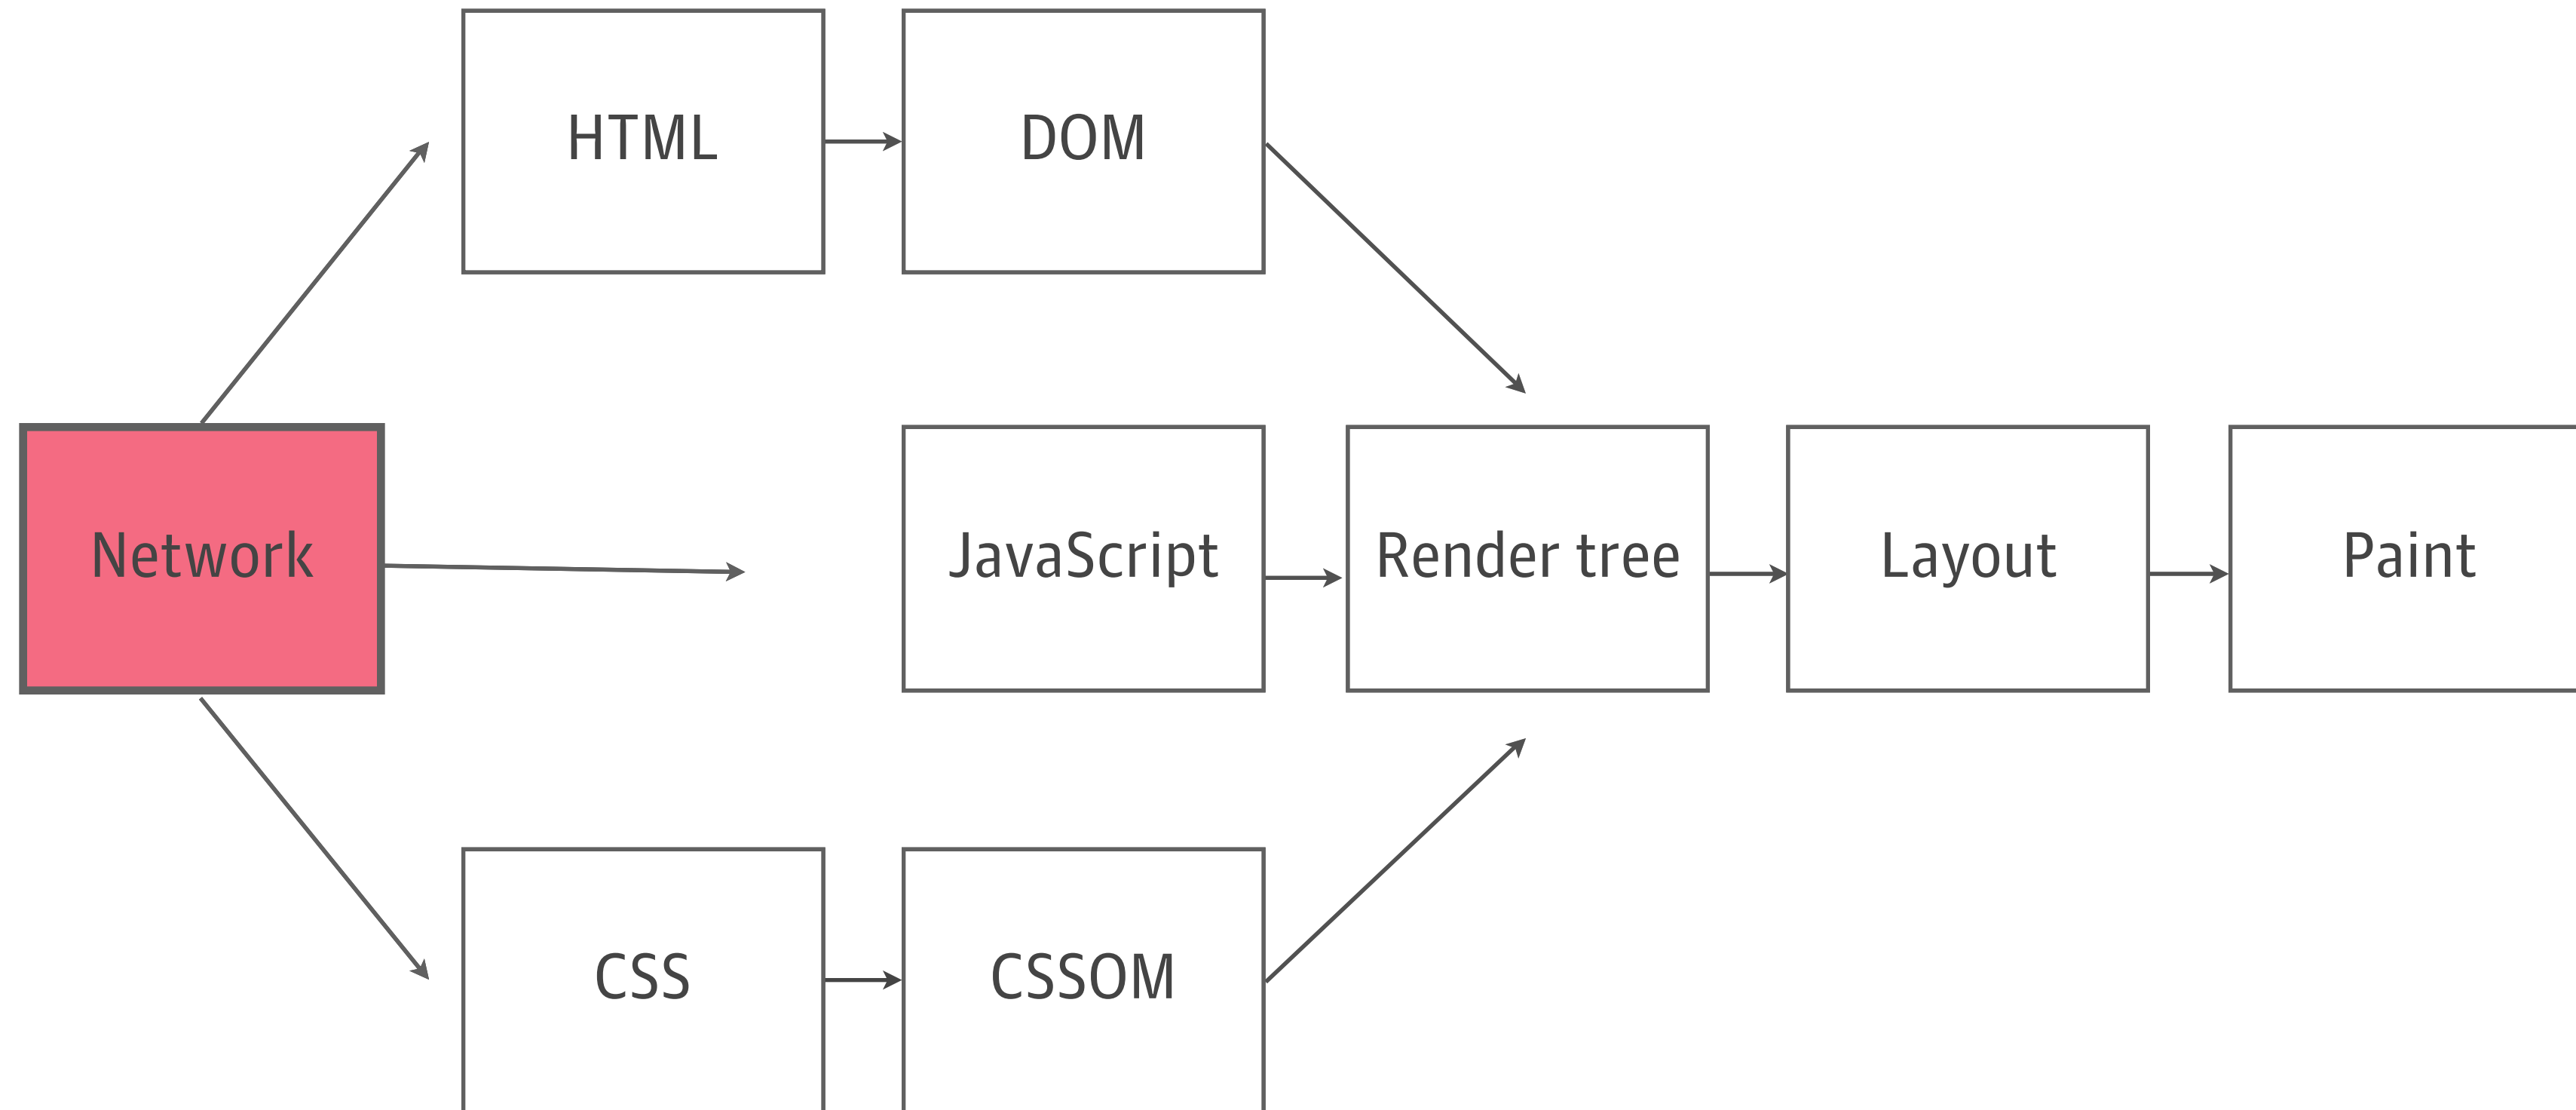 HTML
DOM
Network
JavaScript
Render tree
Layout
Paint
CSS
CSSOM